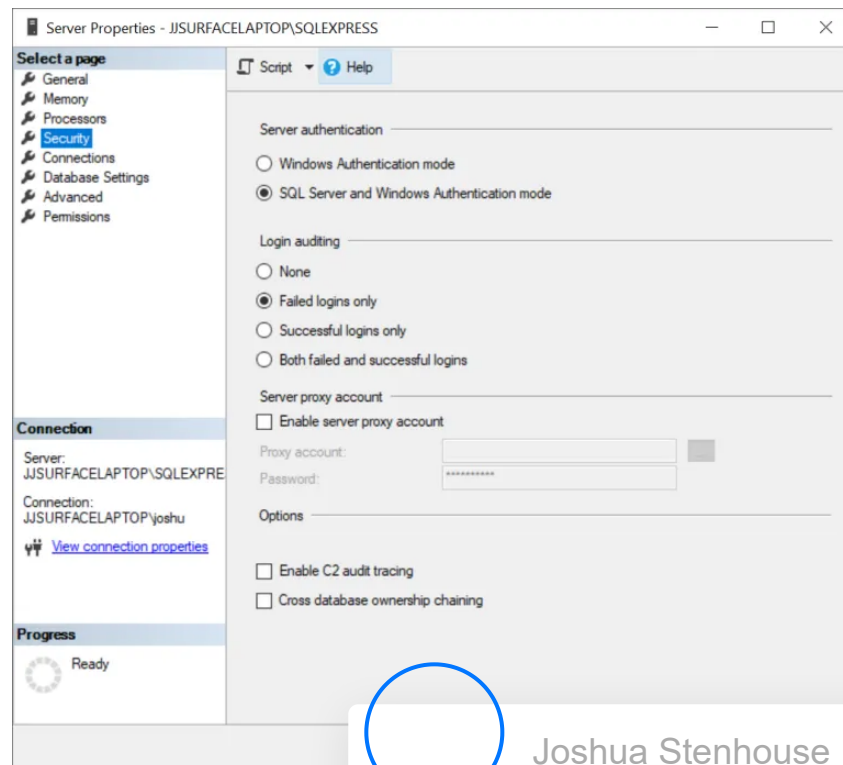 Server Properties - JJSURFACELAPTOP\SQLEXPRESS
Select a page
General
Memory
Processors
Security
Connections
Database Settings
Advanced
Permissions
Script
Help
Server authentication
Windows Authentication mode
SQL Server and Windows Authentication mode
Login auditing
None
Failed logins only
Successful logins only
Both failed and successful logins
Server proxy account
Enable server proxy account
Proxy account:
...
Password:
**********
Options
Enable C2 audit tracing
Cross database ownership chaining
Connection
Server:
JJSURFACELAPTOP\SQLEXPRE
Connection:
JJSURFACELAPTOP\joshu
View connection properties
Progress
Ready
Joshua Stenhouse